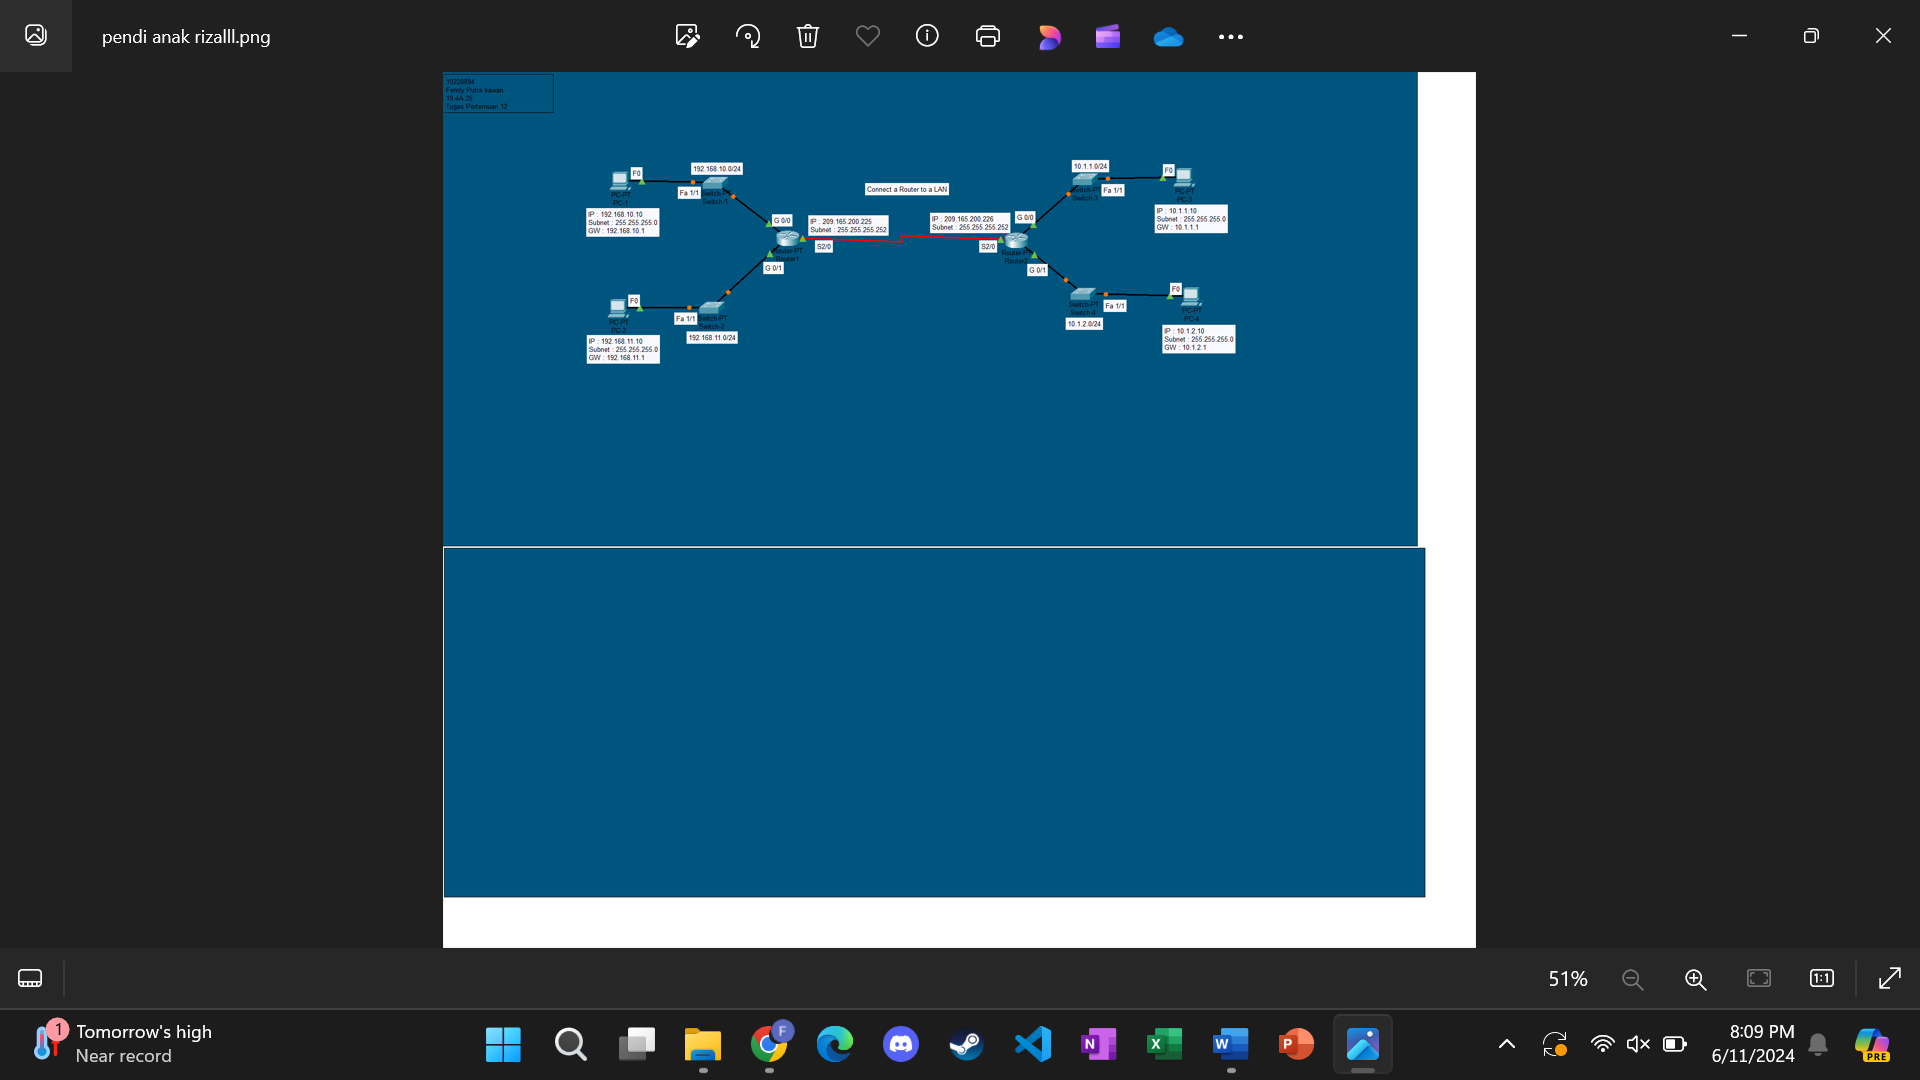 pendi anak rizalll.png
19220894
Fendy Putra Irawan
19.4A.25
Tugas Pertemuan 12
192.168.10.0/24
F0
Fa 1/1
PC-PT
PC-1
Switch-PT
Switch-1
IP : 192.168.10.10
Subnet : 255.255.255.0
GW : 192.168.10.1
Connect a Router to a LAN
10.1.1.0/24
F0
Fa 1/1
Switch-PT
Switch-3
PC-PT
PC-3
IP : 10.1.1.10
Subnet : 255.255.255.0
GW : 10.1.1.1
G 0/0
IP : 209.165.200.225
Subnet : 255.255.255.252
S2/0
Router-PT
Router1
G 0/1
IP : 209.165.200.226
Subnet : 255.255.255.252
G 0/0
S2/0
Router-PT
Router2
G 0/1
F0
Fa 1/1
PC-PT
PC-2
Switch-PT
Switch-2
192.168.11.0/24
IP : 192.168.11.10
Subnet : 255.255.255.0
GW : 192.168.11.1
F0
Fa 1/1
Switch-PT
Switch-4
10.1.2.0/24
PC-PT
PC-4
IP : 10.1.2.10
Subnet : 255.255.255.0
GW : 10.1.2.1
51%
1:1
1
Tomorrow's high
Near record
F
N
X
W
P
8:09 PM
6/11/2024
PRE